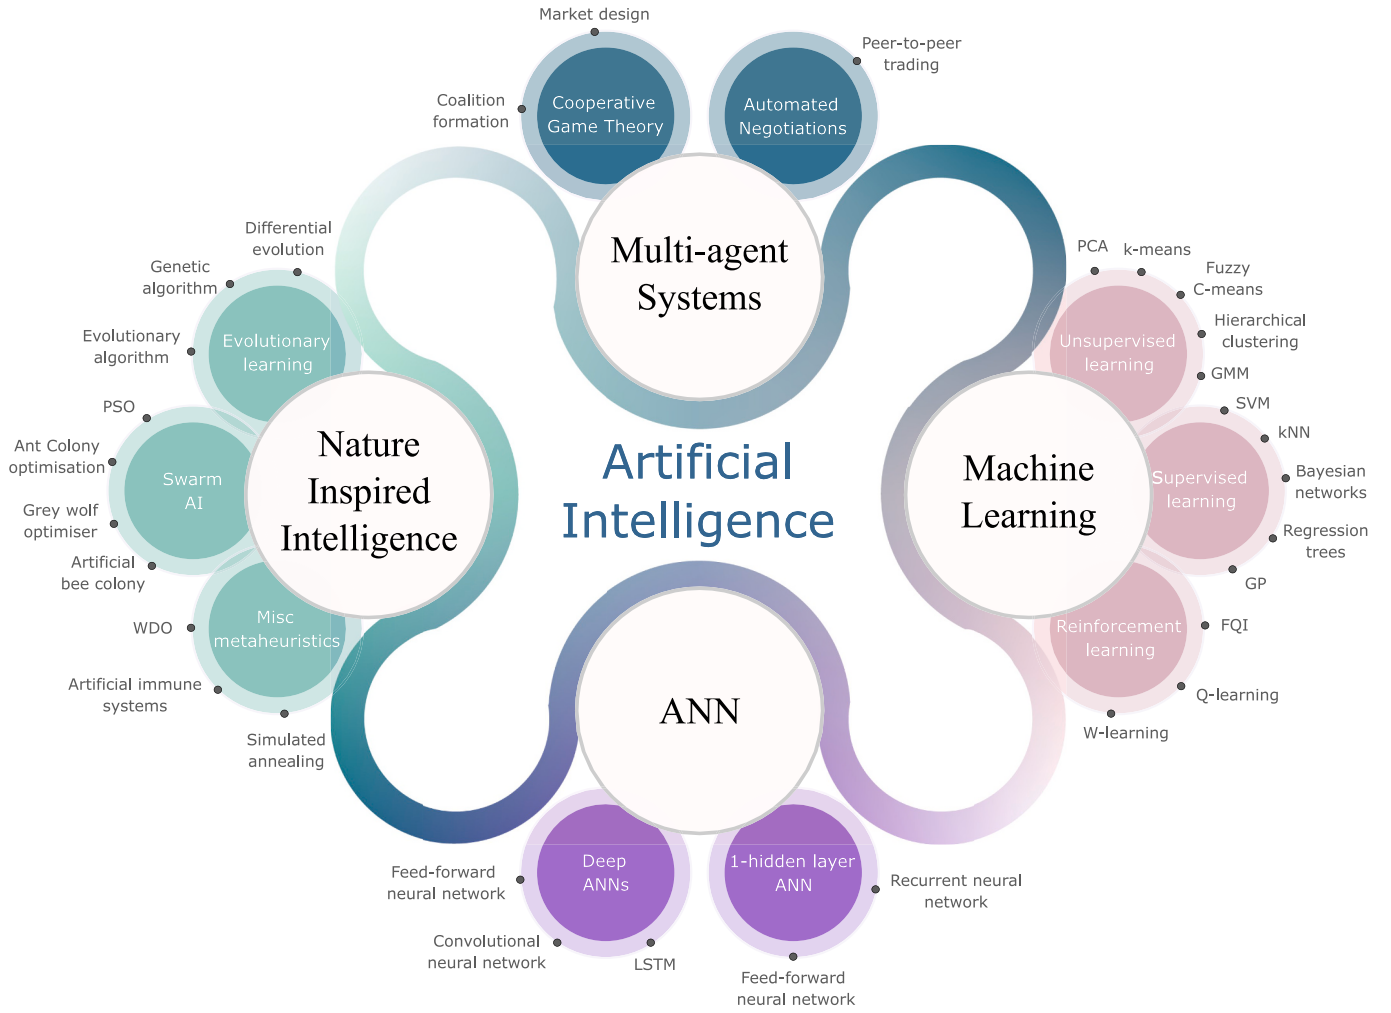 Market design
Coalition
formation
Cooperative
Game Theory
Peer-to-peer
trading
Automated
Negotiations
Multi-agent
Systems
Differential
evolution
Genetic
algorithm
Evolutionary
algorithm
Evolutionary
learning
PSO
Ant Colony
optimisation
Grey wolf
optimiser
Artificial
bee colony
Swarm
AI
WDO
Artificial immune
systems
Simulated
annealing
Misc
metaheuristics
Nature
Inspired
Intelligence
Artificial
Intelligence
Machine
Learning
PCA
k-means
Fuzzy
C-means
Hierarchical
clustering
GMM
Unsupervised
learning
SVM
kNN
Bayesian
networks
Regression
trees
GP
Supervised
learning
FQI
Q-learning
W-learning
Reinforcement
learning
ANN
Deep
ANNs
Feed-forward
neural network
Convolutional
neural network
LSTM
1-hidden layer
ANN
Recurrent neural
network
Feed-forward
neural network